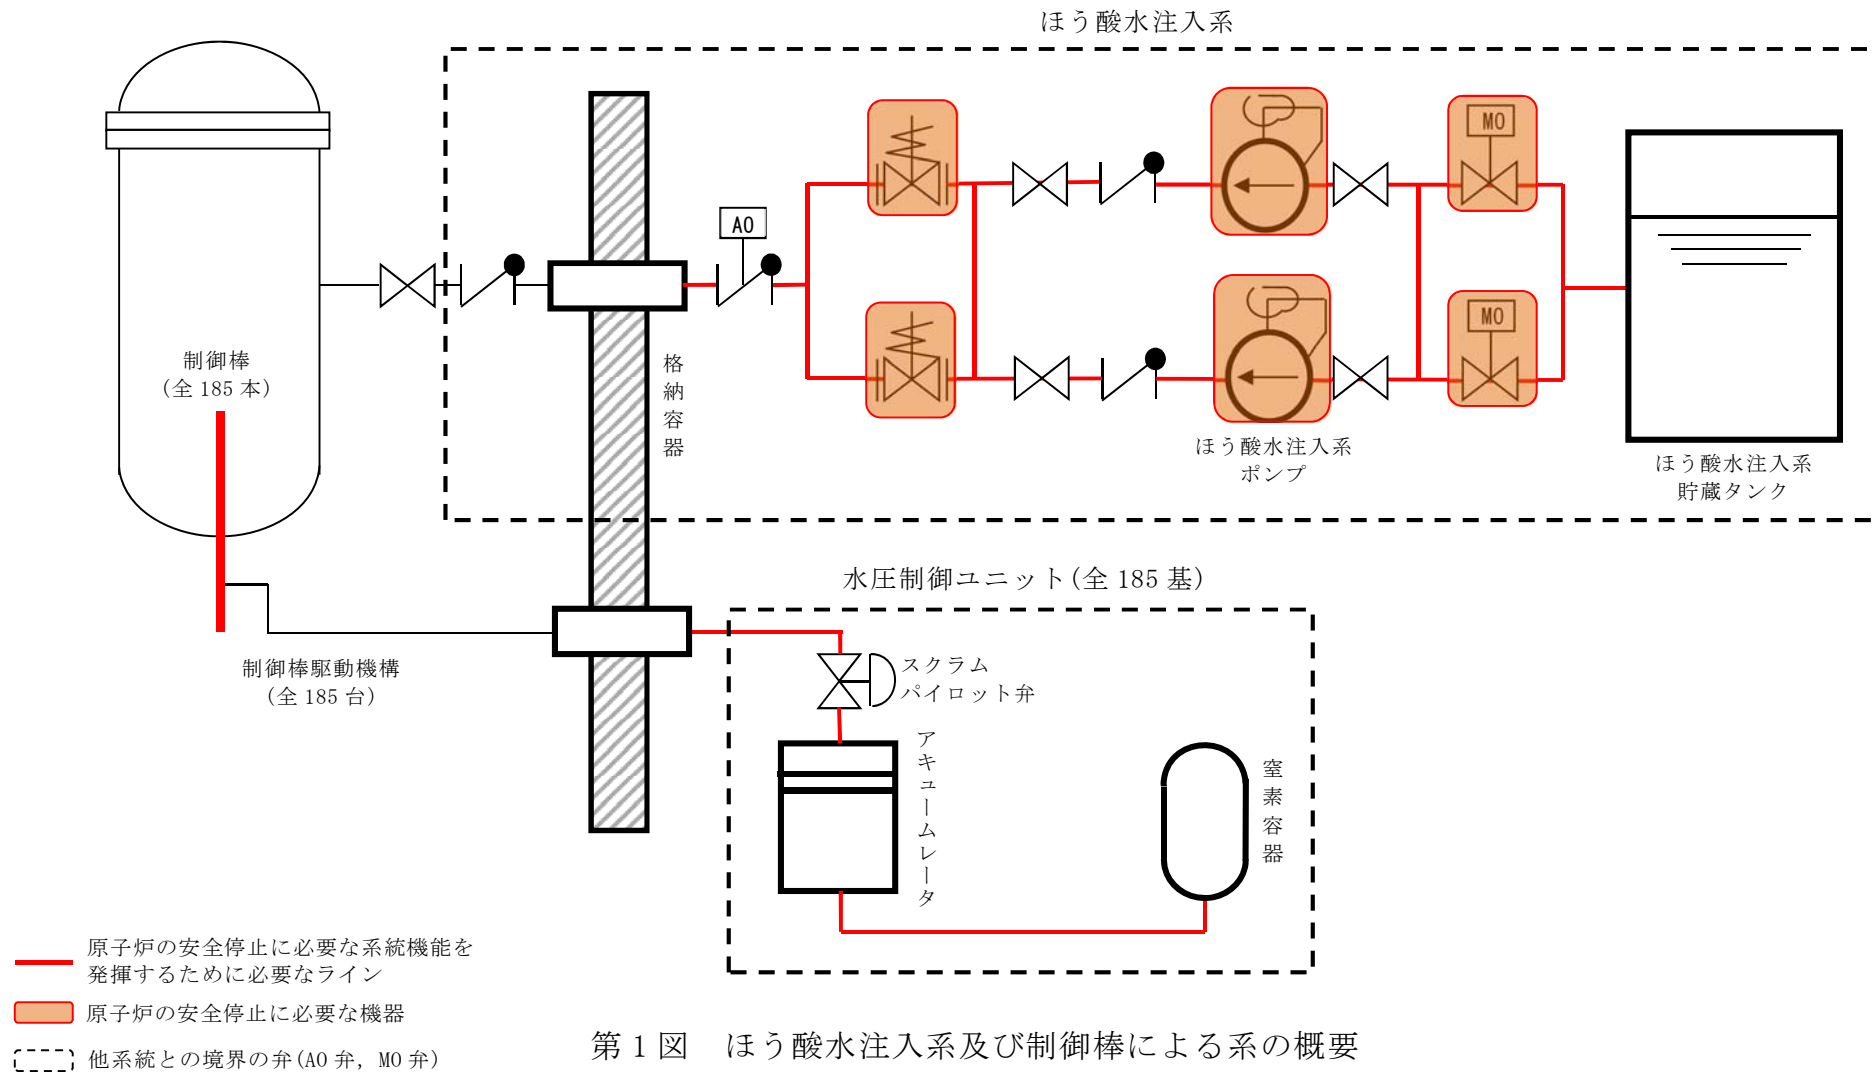 ほう酸水注入系
MO
AO
MO
制御棒
(全 185 本)
格納容器
ほう酸水注入系
ポンプ
ほう酸水注入系
貯蔵タンク
水圧制御ユニット(全 185 基)
制御棒駆動機構
(全 185 台)
スクラム
パイロット弁
アキュームレータ
窒素容器
原子炉の安全停止に必要な系統機能を
発揮するために必要なライン
原子炉の安全停止に必要な機器
他系統との境界の弁(AO 弁, MO 弁)
第1図 ほう酸水注入系及び制御棒による系の概要